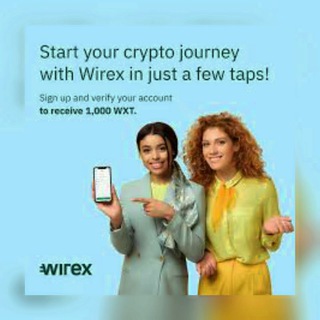 Start your crypto journey
with Wirex in just a few taps!
Sign up and verify your account
to receive 1,000 WXT.
wirex